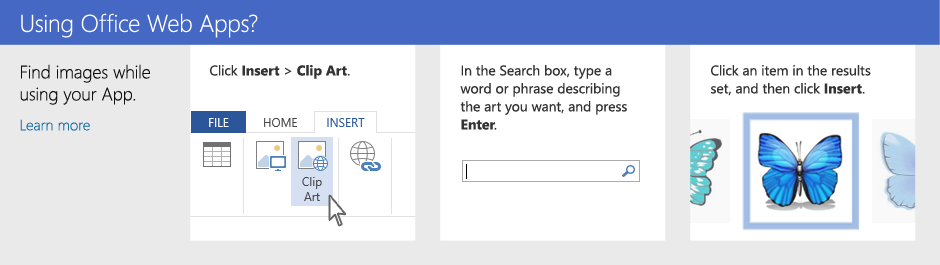 Using Office Web Apps?
Find images while
using your App.
Learn more
Click Insert > Clip Art.
FILE HOME INSERT
Clip
Art
In the Search box, type a
word or phrase describing
the art you want, and press
Enter.
Click an item in the results
set, and then click Insert.